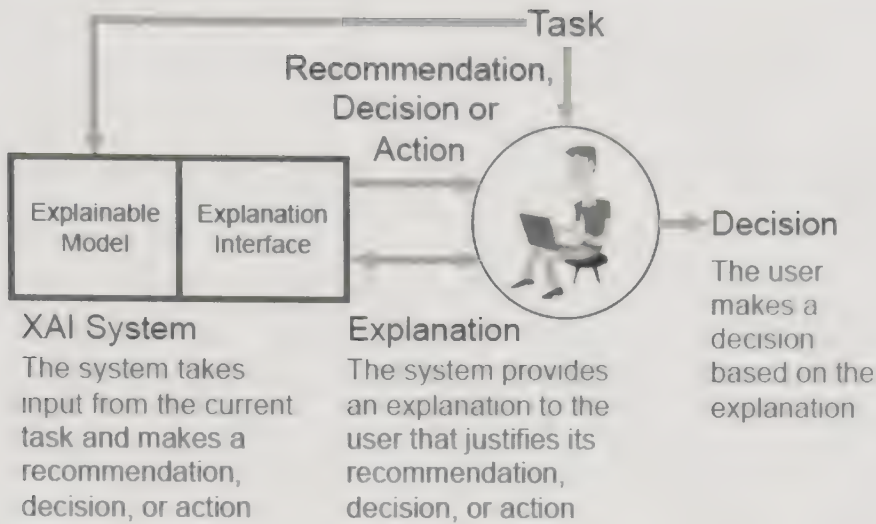 Task
Recommendation,
Decision or
Action
Explainable
Model
Explanation
Interface
Decision
The user
makes a
decision
based on the
explanation
XAI System
The system takes
input from the current
task and makes a
recommendation,
decision, or action
Explanation
The system provides
an explanation to the
user that justifies its
recommendation,
decision, or action